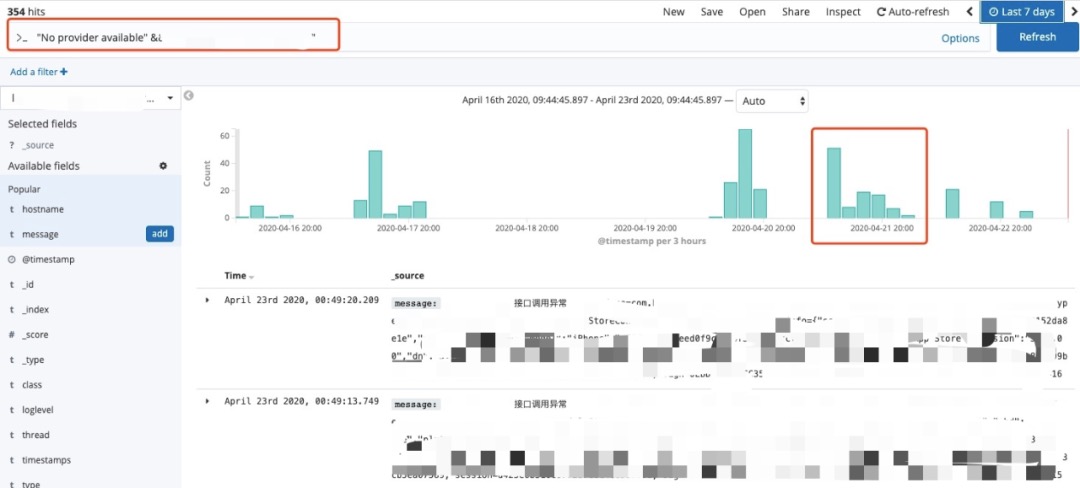 354 hits
New Save Open Share Inspect Auto-refresh Last 7 days
>_ "No provider available" "
Options
Refresh
Add a filter +
...
April 16th 2020, 09:44:45.897 - April 23rd 2020, 09:44:45.897 — Auto
Selected fields
? _source
Available fields
Popular
t hostname
t message add
@timestamp
t _id
t _index
# _score
t _type
t class
t loglevel
t thread
t timestamps
t type
Count
60
40
20
0
2020-04-16 20:00 2020-04-17 20:00 2020-04-18 20:00 2020-04-19 20:00 2020-04-20 20:00 2020-04-21 20:00 2020-04-22 20:00
@timestamp per 3 hours
Time _source
April 23rd 2020, 00:49:20.209 message: 接口调用异常
App Store
April 23rd 2020, 00:49:13.749 message: 接口调用异常